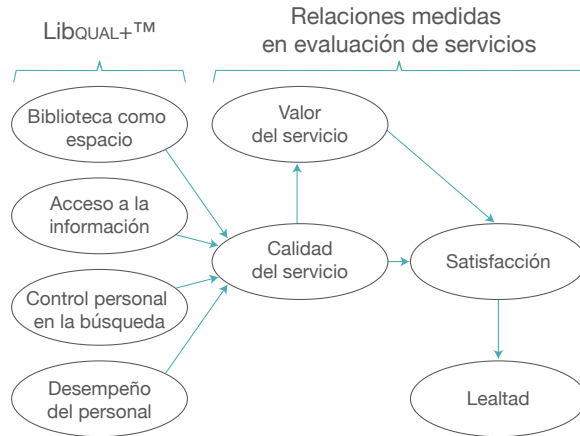 LibQUAL+™
Relaciones medidas
en evaluación de servicios
Biblioteca como
espacio
Acceso a la
información
Control personal
en la búsqueda
Desempeño
del personal
Valor
del servicio
Calidad
del servicio
Satisfacción
Lealtad